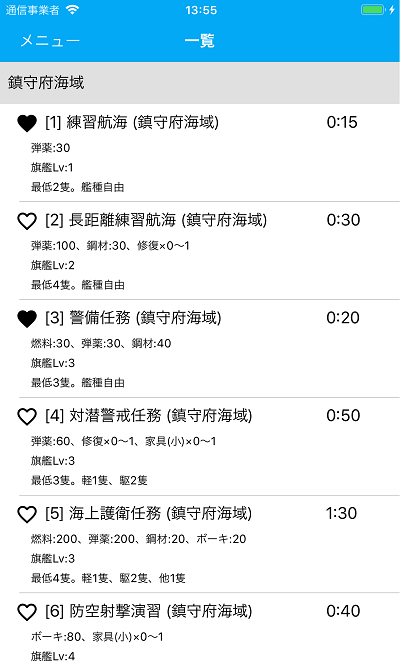 通信事業者 13:55
メニュー 一覧
鎮守府海域
[1] 練習航海 (鎮守府海域) 0:15
弾薬:30
旗艦Lv:1
最低2隻。艦種自由
[2] 長距離練習航海 (鎮守府海域) 0:30
弾薬:100、鋼材:30、修復×0〜1
旗艦Lv:2
最低4隻。艦種自由
[3] 警備任務 (鎮守府海域) 0:20
燃料:30、弾薬:30、鋼材:40
旗艦Lv:3
最低3隻。艦種自由
[4] 対潜警戒任務 (鎮守府海域) 0:50
弾薬:60、修復×0〜1、家具(小)×0〜1
旗艦Lv:3
最低3隻。軽1隻、駆2隻
[5] 海上護衛任務 (鎮守府海域) 1:30
燃料:200、弾薬:200、鋼材:20、ボーキ:20
旗艦Lv:3
最低4隻。軽1隻、駆2隻、他1隻
[6] 防空射撃演習 (鎮守府海域) 0:40
ボーキ:80、家具(小)×0〜1
旗艦Lv:4